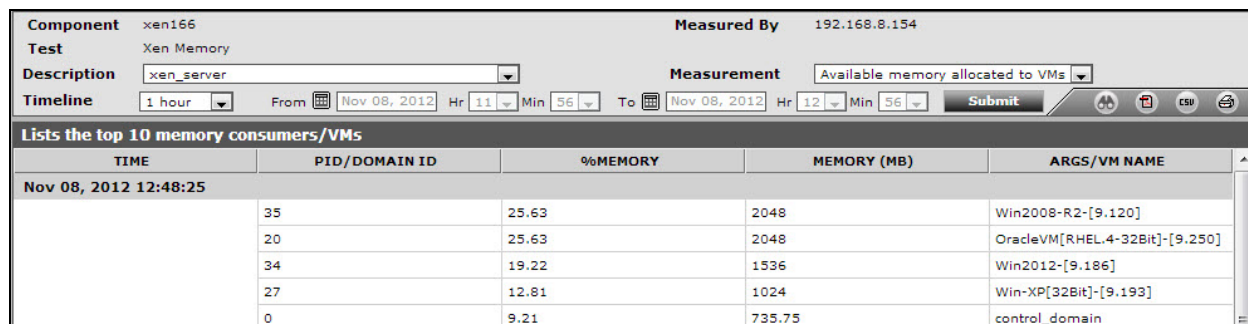 Component xen166 Measured By 192.168.8.154
Test Xen Memory
Description xen_server Measurement Available memory allocated to VMs
Timeline 1 hour From Nov 08, 2012 Hr 11 Min 56 To Nov 08, 2012 Hr 12 Min 56 Submit CSV
Lists the top 10 memory consumers/VMs
TIME PID/DOMAIN ID %MEMORY MEMORY (MB) ARGS/VM NAME
Nov 08, 2012 12:48:25
35 25.63 2048 Win2008-R2-[9.120]
20 25.63 2048 OracleVM[RHEL.4-32Bit]-[9.250]
34 19.22 1536 Win2012-[9.186]
27 12.81 1024 Win-XP[32Bit]-[9.193]
0 9.21 735.75 control_domain